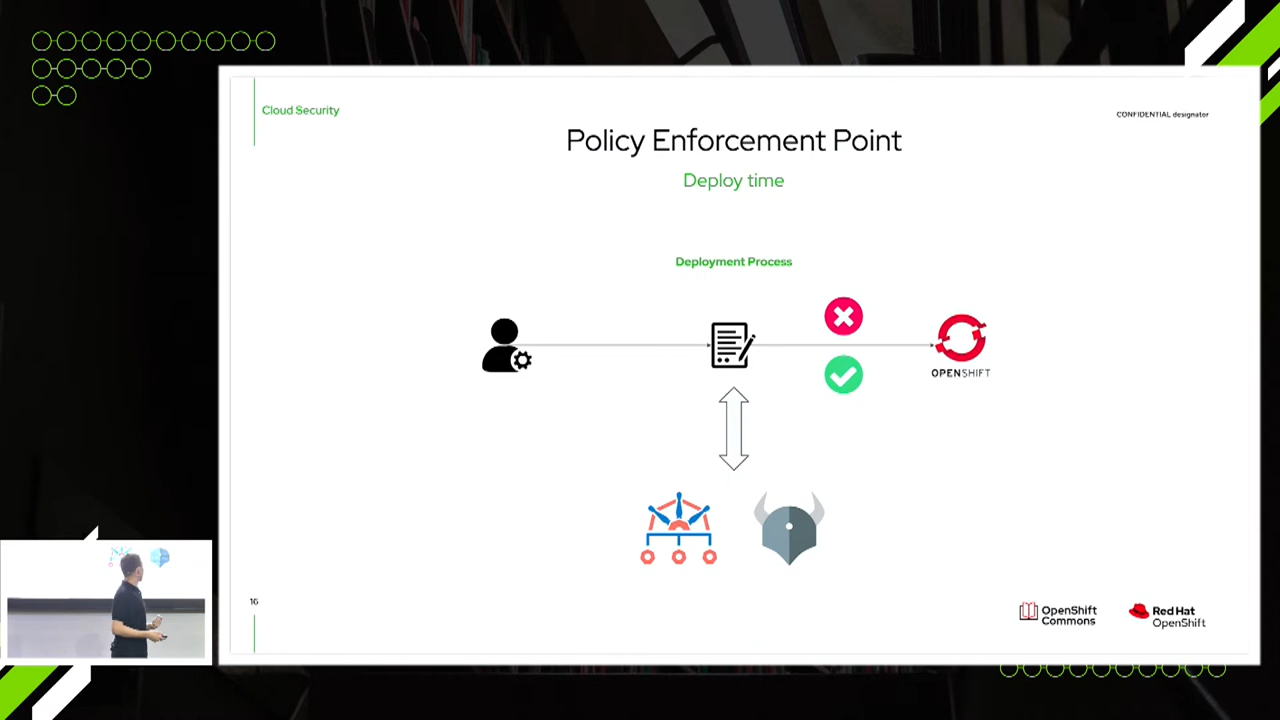 Cloud Security
CONFIDENTIAL designator
Policy Enforcement Point
Deploy time
Deployment Process
OPENSHIFT
16
OpenShift
Commons
Red Hat
OpenShift